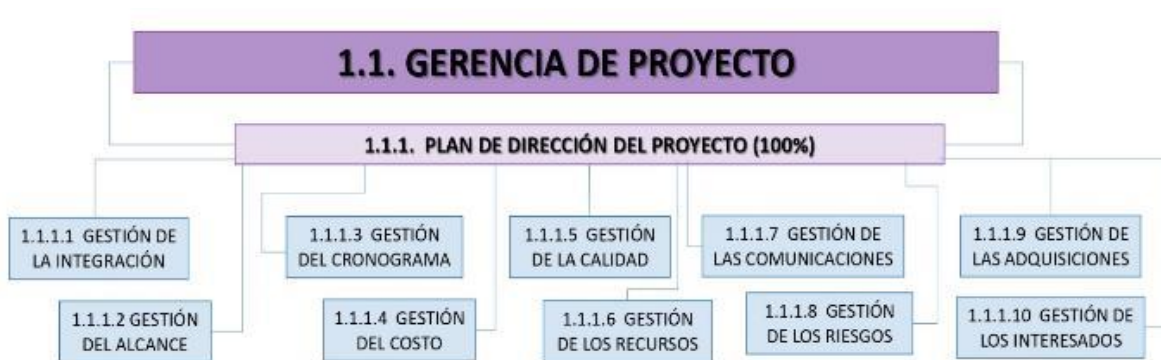 1.1. GERENCIA DE PROYECTO
1.1.1. PLAN DE DIRECCIÓN DEL PROYECTO (100%)
1.1.1.1 GESTIÓN DE
LA INTEGRACIÓN
1.1.1.2 GESTIÓN
DEL ALCANCE
1.1.1.3 GESTIÓN
DEL CRONOGRAMA
1.1.1.4 GESTIÓN
DEL COSTO
1.1.1.5 GESTIÓN
DE LA CALIDAD
1.1.1.6 GESTIÓN
DE LOS RECURSOS
1.1.1.7 GESTIÓN DE
LAS COMUNICACIONES
1.1.1.8 GESTIÓN
DE LOS RIESGOS
1.1.1.9 GESTIÓN DE
LAS ADQUISICIONES
1.1.1.10 GESTIÓN DE
LOS INTERESADOS